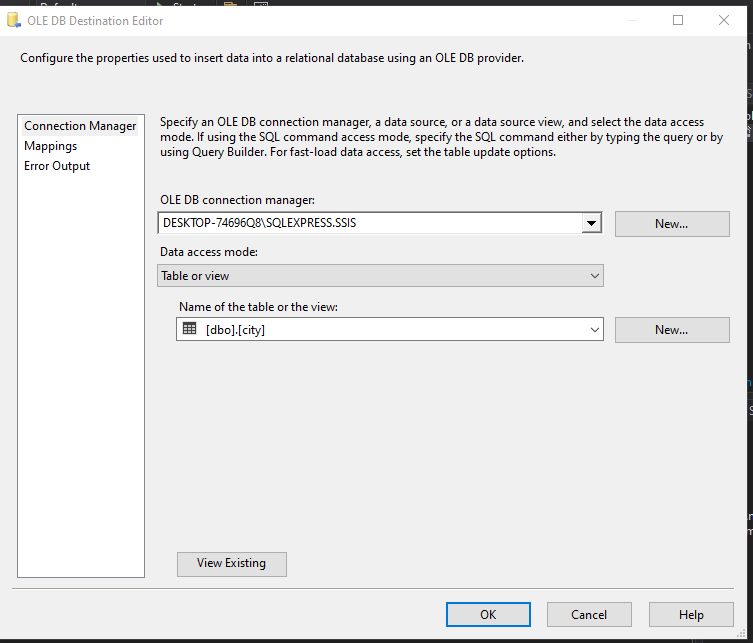 OLE DB Destination Editor
Configure the properties used to insert data into a relational database using an OLE DB provider.
Connection Manager
Mappings
Error Output
Specify an OLE DB connection manager, a data source, or a data source view, and select the data access
mode. If using the SQL command access mode, specify the SQL command either by typing the query or by
using Query Builder. For fast-load data access, set the table update options.
OLE DB connection manager:
DESKTOP-74696Q8\SQLEXPRESS.SSIS
New...
Data access mode:
Table or view
Name of the table or the view:
[dbo].[city]
New...
View Existing
OK
Cancel
Help